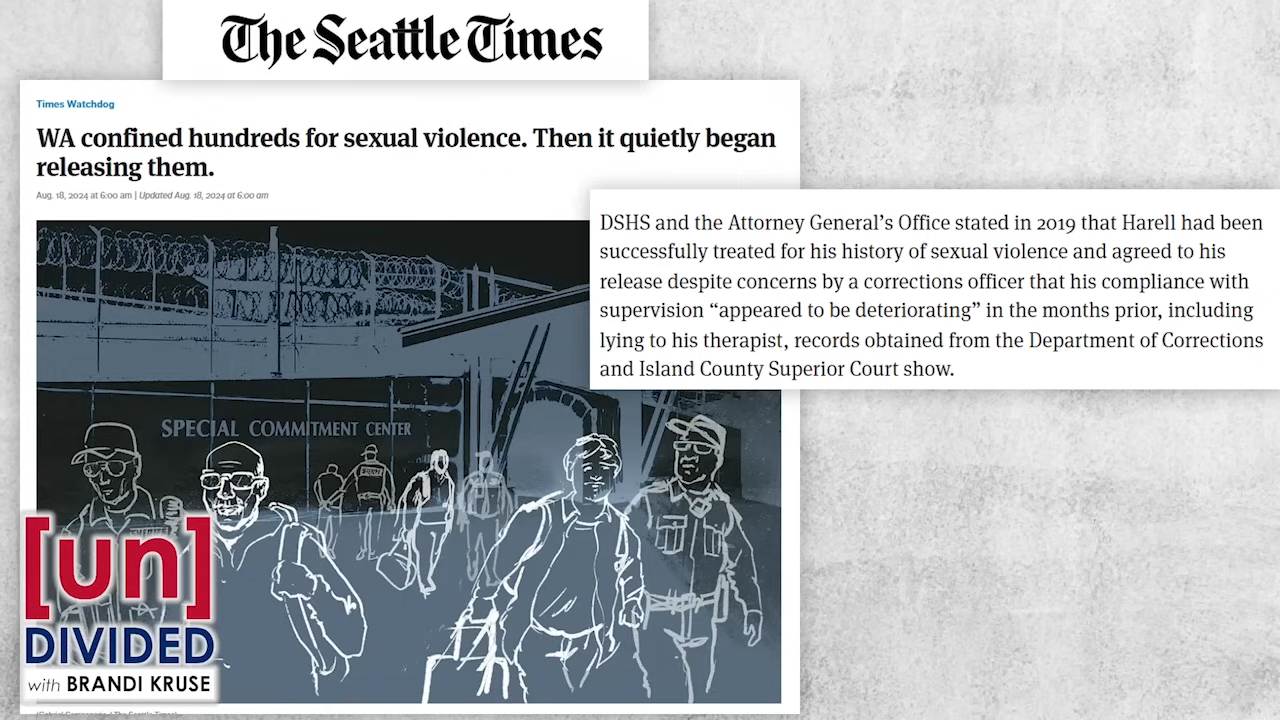 The Seattle Times
Times Watchdog
WA confined hundreds for sexual violence. Then it quietly began
releasing them.
Aug. 18, 2024 at 6:00 am | Updated Aug. 18, 2024 at 6:00 am
DSHS and the Attorney General’s Office stated in 2019 that Harell had been
successfully treated for his history of sexual violence and agreed to his
release despite concerns by a corrections officer that his compliance with
supervision “appeared to be deteriorating” in the months prior, including
lying to his therapist, records obtained from the Department of Corrections
and Island County Superior Court show.
SPECIAL COMMITMENT CENTER
[un]
DIVIDED
with BRANDI KRUSE